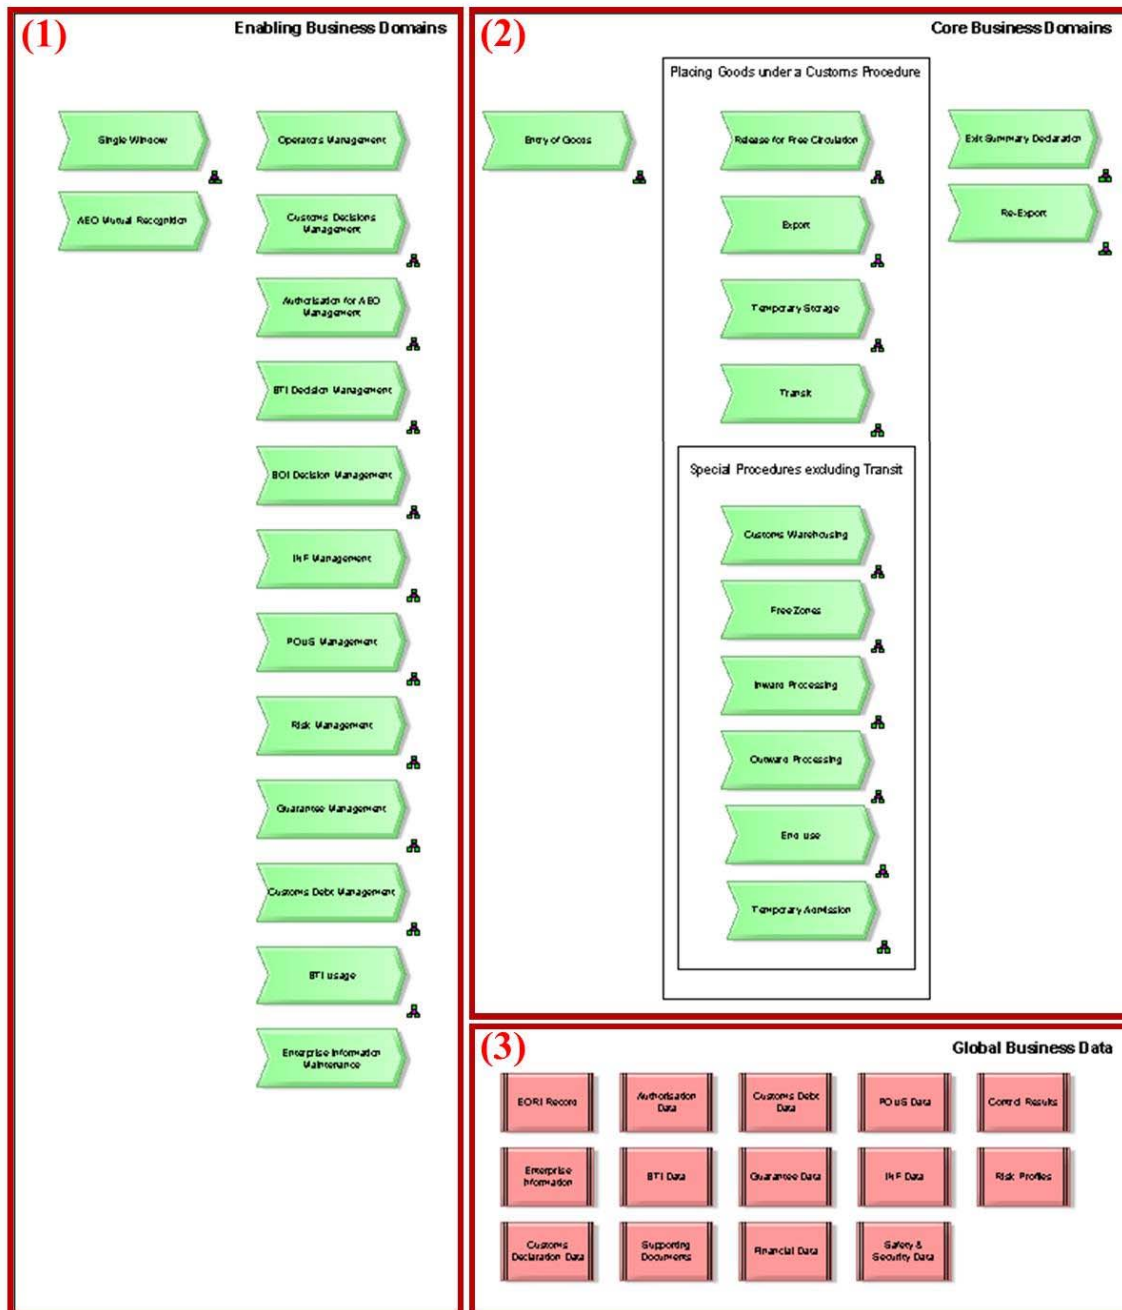 (1)
Enabling Business Domains
Single Window
AEO Mutual Recognition
Operators Management
Customs Decisions
Management
Authorisation for AEO
Management
BTI Decision Management
BOI Decision Management
INF Management
POUS Management
Risk Management
Guarantee Management
Customs Debt Management
BTI usage
Enterprise Information
Maintenance
(2)
Core Business Domains
Entry of Goods
Placing Goods under a Customs Procedure
Release for Free Circulation
Export
Temporary Storage
Transit
Special Procedures excluding Transit
Customs Warehousing
Free Zones
Inward Processing
Outward Processing
End use
Temporary Admission
Exit Summary Declaration
Re-Export
(3)
Global Business Data
EORI Record
Authorisation
Data
Customs Debt
Data
POUS Data
Control Results
Enterprise
Information
BTI Data
Guarantee Data
INF Data
Risk Profiles
Customs
Declaration Data
Supporting
Documents
Financial Data
Safety &
Security Data